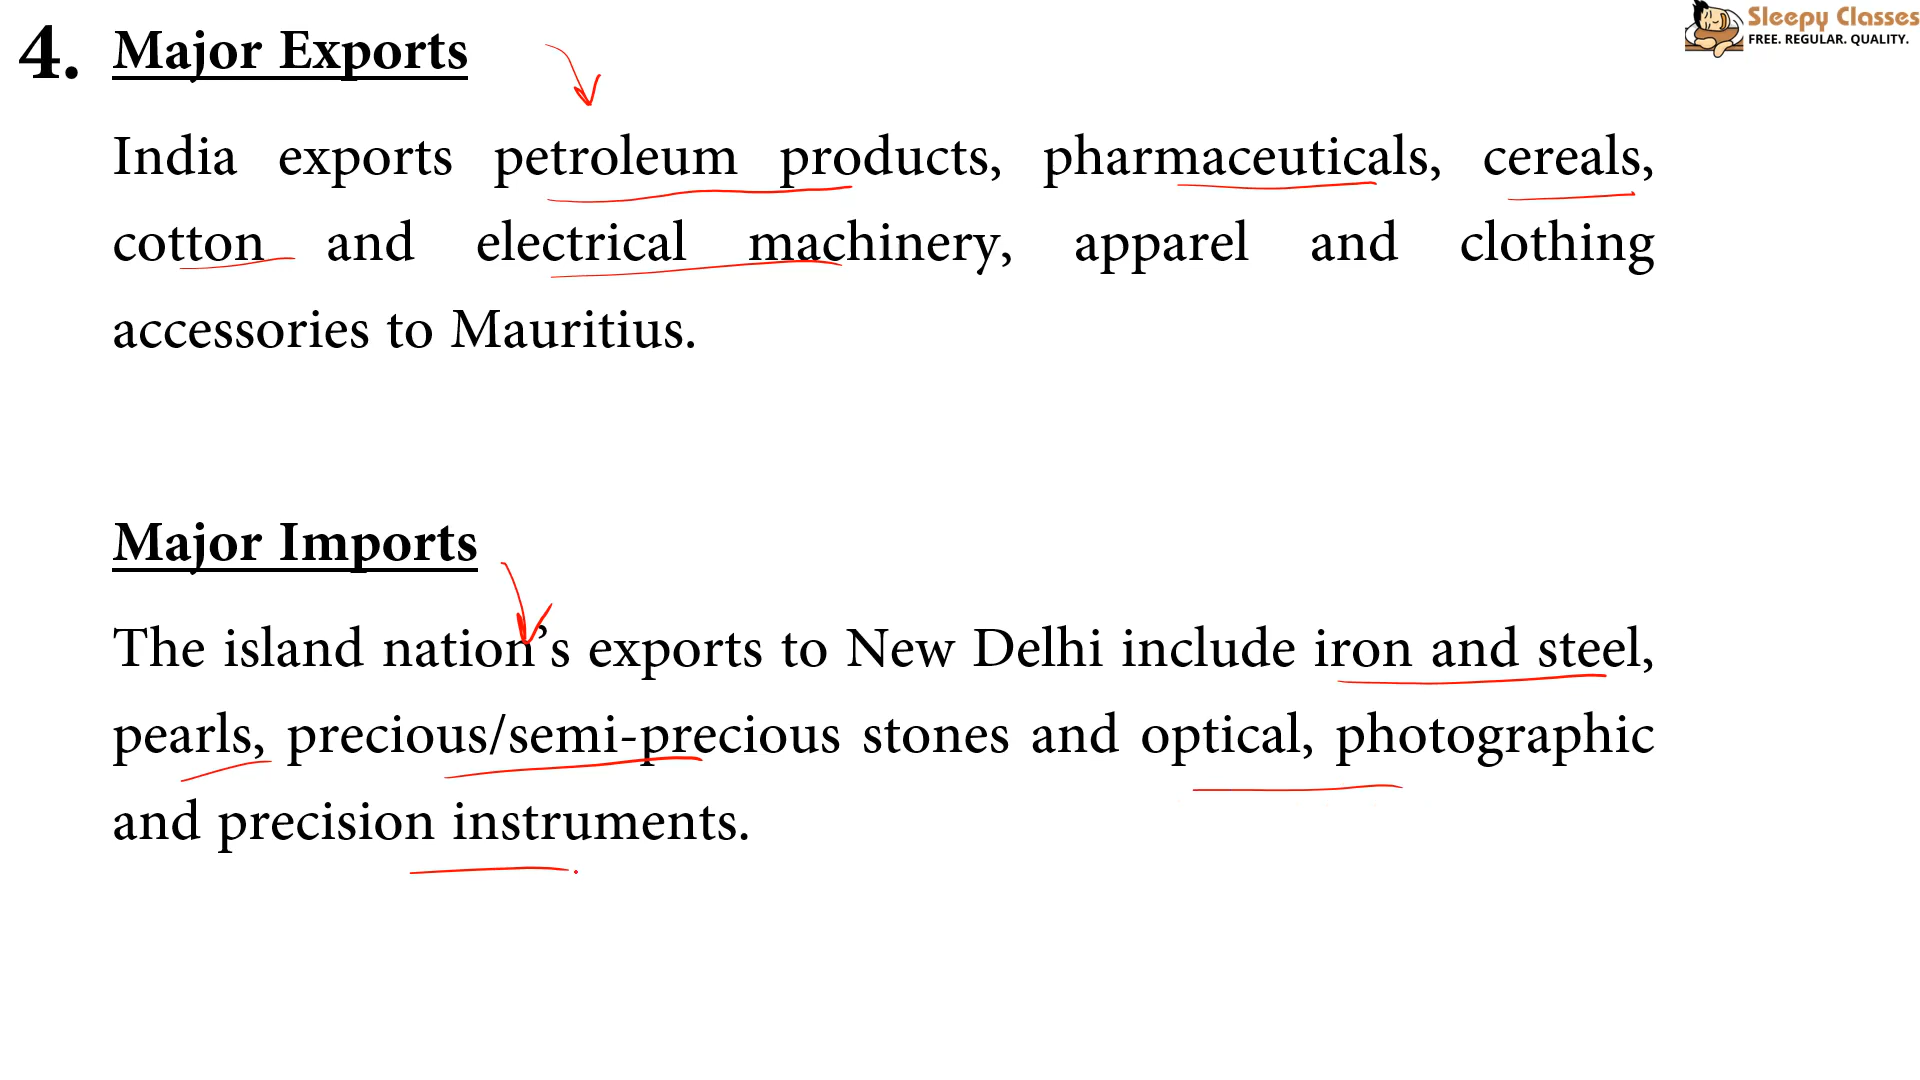 Sleepy Classes
FREE. REGULAR. QUALITY.
4. Major Exports
India exports petroleum products, pharmaceuticals, cereals,
cotton and electrical machinery, apparel and clothing
accessories to Mauritius.
Major Imports
The island nation’s exports to New Delhi include iron and steel,
pearls, precious/semi-precious stones and optical, photographic
and precision instruments.